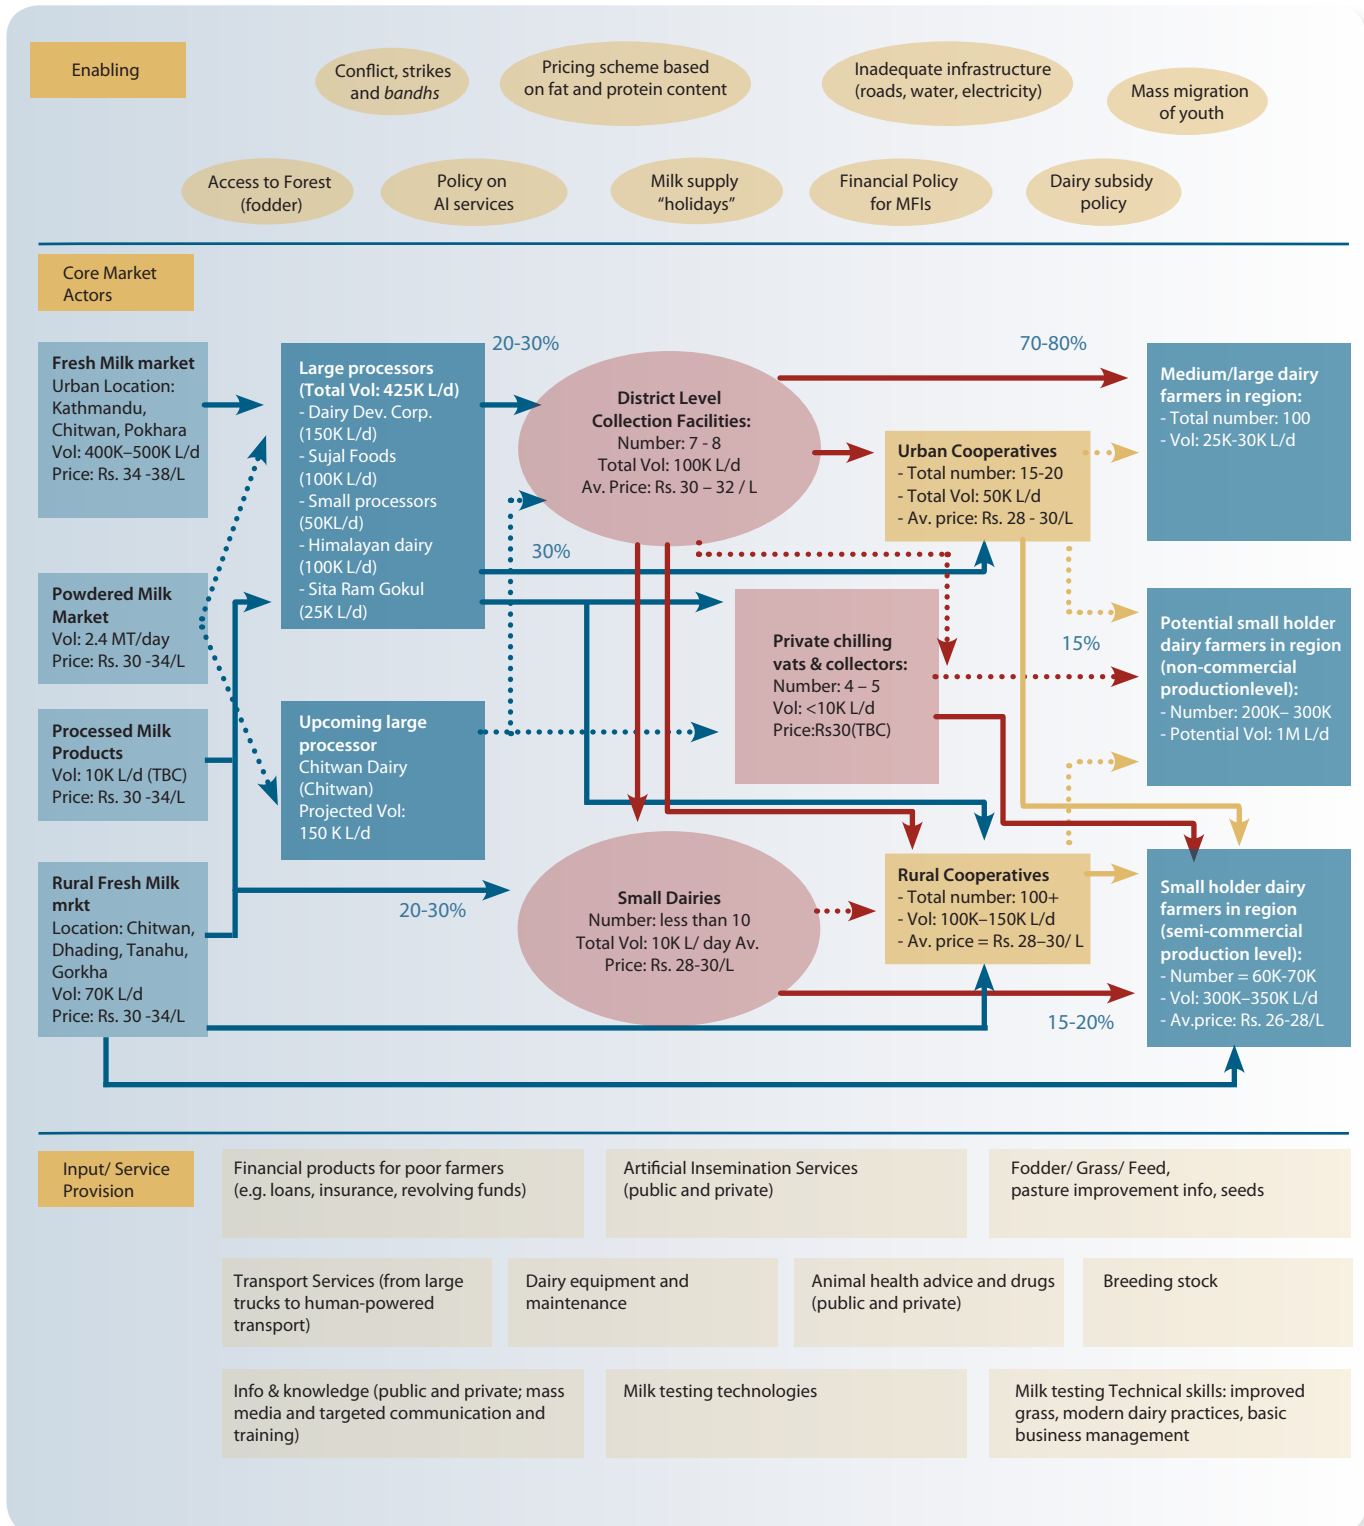 Enabling
Conflict, strikes
and bandhs
Pricing scheme based
on fat and protein content
Inadequate infrastructure
(roads, water, electricity)
Mass migration
of youth
Access to Forest
(fodder)
Policy on
AI services
Milk supply
“holidays”
Financial Policy
for MFIs
Dairy subsidy
policy
Core Market
Actors
Fresh Milk market
Urban Location:
Kathmandu,
Chitwan, Pokhara
Vol: 400K–500K L/d
Price: Rs. 34 -38/L
Powdered Milk
Market
Vol: 2.4 MT/day
Price: Rs. 30 -34/L
Processed Milk
Products
Vol: 10K L/d (TBC)
Price: Rs. 30 -34/L
Rural Fresh Milk
mrkt
Location: Chitwan,
Dhading, Tanahu,
Gorkha
Vol: 70K L/d
Price: Rs. 30 -34/L
Large processors
(Total Vol: 425K L/d)
- Dairy Dev. Corp.
(150K L/d)
- Sujal Foods
(100K L/d)
- Small processors
(50KL/d)
- Himalayan dairy
(100K L/d)
- Sita Ram Gokul
(25K L/d)
Upcoming large
processor
Chitwan Dairy
(Chitwan)
Projected Vol:
150 K L/d
20-30%
30%
20-30%
District Level
Collection Facilities:
Number: 7 - 8
Total Vol: 100K L/d
Av. Price: Rs. 30 – 32 / L
Private chilling
vats & collectors:
Number: 4 – 5
Vol: <10K L/d
Price:Rs30(TBC)
Small Dairies
Number: less than 10
Total Vol: 10K L/ day Av.
Price: Rs. 28-30/L
70-80%
Urban Cooperatives
- Total number: 15-20
- Total Vol: 50K L/d
- Av. price: Rs. 28 - 30/L
15%
Rural Cooperatives
- Total number: 100+
- Vol: 100K–150K L/d
- Av. price = Rs. 28–30/ L
15-20%
Medium/large dairy
farmers in region:
- Total number: 100
- Vol: 25K-30K L/d
Potential small holder
dairy farmers in region
(non-commercial
productionlevel):
- Number: 200K– 300K
- Potential Vol: 1M L/d
Small holder dairy
farmers in region
(semi-commercial
production level):
- Number = 60K-70K
- Vol: 300K–350K L/d
- Av.price: Rs. 26-28/L
Input/ Service
Provision
Financial products for poor farmers
(e.g. loans, insurance, revolving funds)
Artificial Insemination Services
(public and private)
Fodder/ Grass/ Feed,
pasture improvement info, seeds
Transport Services (from large
trucks to human-powered
transport)
Dairy equipment and
maintenance
Animal health advice and drugs
(public and private)
Breeding stock
Info & knowledge (public and private; mass
media and targeted communication and
training)
Milk testing technologies
Milk testing Technical skills: improved
grass, modern dairy practices, basic
business management